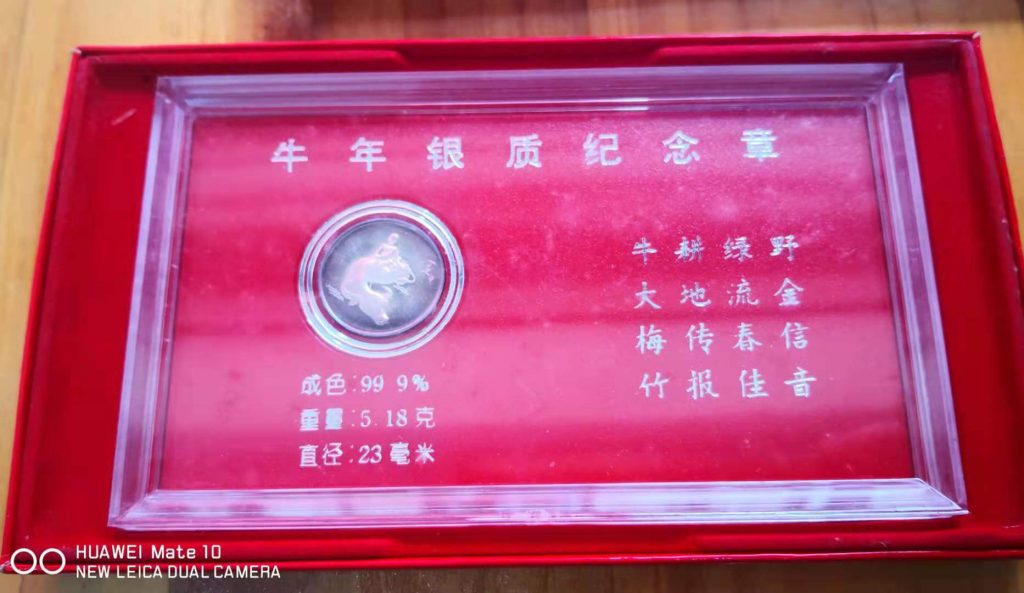 牛年银质纪念章
牛耕绿野
大地流金
梅传春信
竹报佳音
成色:99 9%
重量:5.18克
直径:23毫米
HUAWEI Mate 10
NEW LEICA DUAL CAMERA